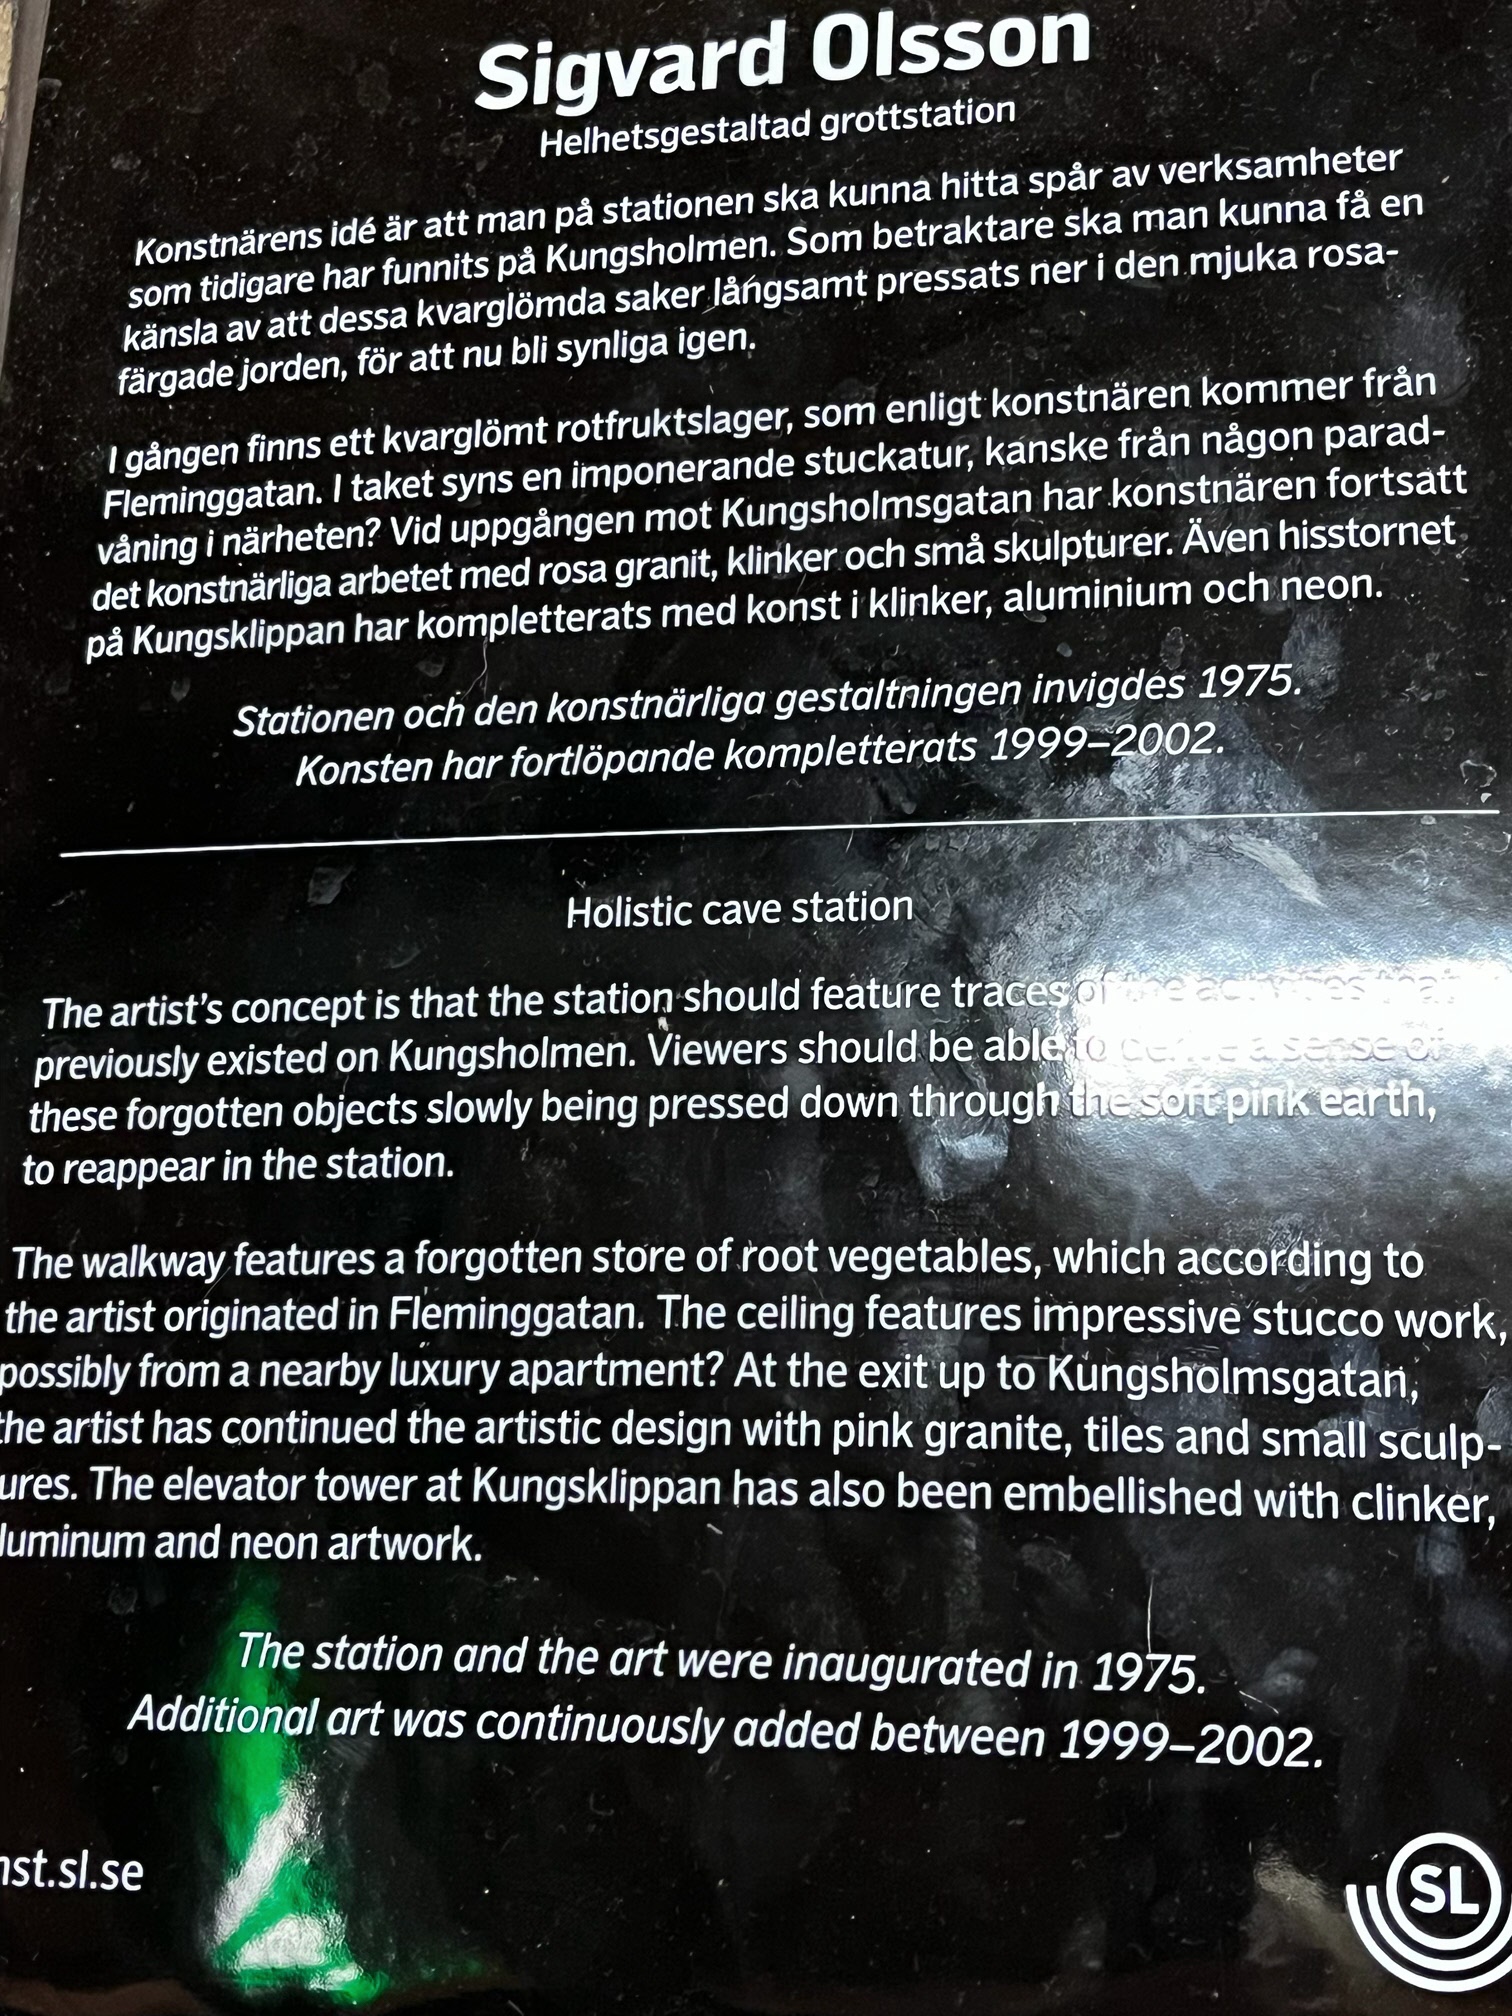 Sigvard Olsson
Helhetsgestaltad grottstation
Konstnärens idé är att man på stationen ska kunna hitta spår av verksamheter
som tidigare har funnits på Kungsholmen. Som betraktare ska man kunna få en
känsla av att dessa kvarglömda saker långsamt pressats ner i den mjuka rosa-
färgade jorden, för att nu bli synliga igen.
I gången finns ett kvarglömt rotfruktslager, som enligt konstnären kommer från
Fleminggatan. I taket syns en imponerande stuckatur, kanske från någon parad-
våning i närheten? Vid uppgången mot Kungsholmsgatan har konstnären fortsatt
det konstnärliga arbetet med rosa granit, klinker och små skulpturer. Även hisstornet
på Kungsklippan har kompletterats med konst i klinker, aluminium och neon.
Stationen och den konstnärliga gestaltningen invigdes 1975.
Konsten har fortlöpande kompletterats 1999–2002.
Holistic cave station
The artist's concept is that the station should feature traces of the activities that
previously existed on Kungsholmen. Viewers should be able to a sense of
these forgotten objects slowly being pressed down through the soft pink earth,
to reappear in the station.
The walkway features a forgotten store of root vegetables, which according to
the artist originated in Fleminggatan. The ceiling features impressive stucco work,
possibly from a nearby luxury apartment? At the exit up to Kungsholmsgatan,
the artist has continued the artistic design with pink granite, tiles and small sculp-
ures. The elevator tower at Kungsklippan has also been embellished with clinker,
luminum and neon artwork.
The station and the art were inaugurated in 1975.
Additional art was continuously added between 1999–2002.
nst.sl.se
SL